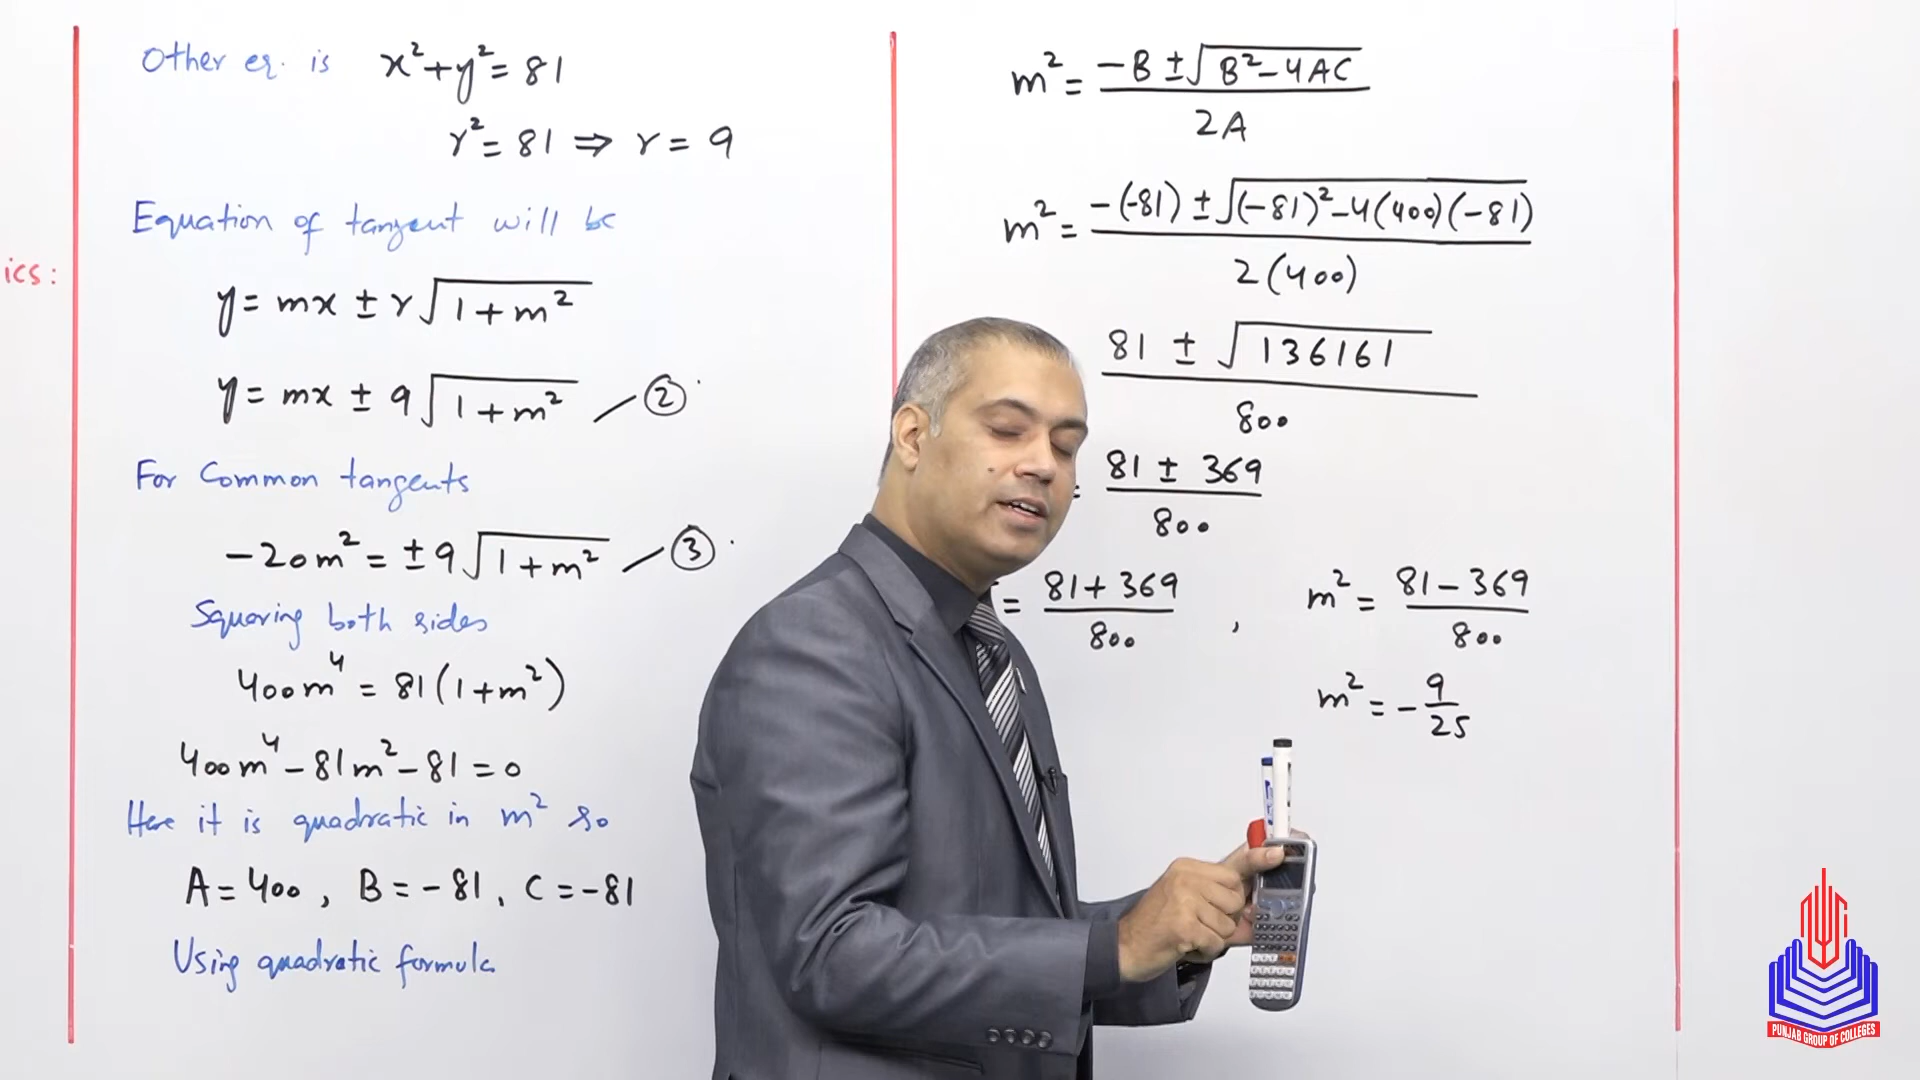 Other eq. is x²+y²=81
r²=81 ⇒ r=9
Equation of tangent will be
ics:
y=mx±r√(1+m²)
y=mx±9√(1+m²) — ②
For Common tangents
-20m²=±9√(1+m²) — ③
Squaring both sides
400m⁴=81(1+m²)
400m⁴-81m²-81=0
Here it is quadratic in m² so
A=400, B=-81, C=-81
Using quadratic formula
m²=(-B±√(B²-4AC))/2A
m²=(-(-81)±√((-81)²-4(400)(-81)))/2(400)
(81±√136161)/800
=(81±369)/800
=(81+369)/800, m²=(81-369)/800
m²=-9/25
PUNJAB GROUP OF COLLEGES